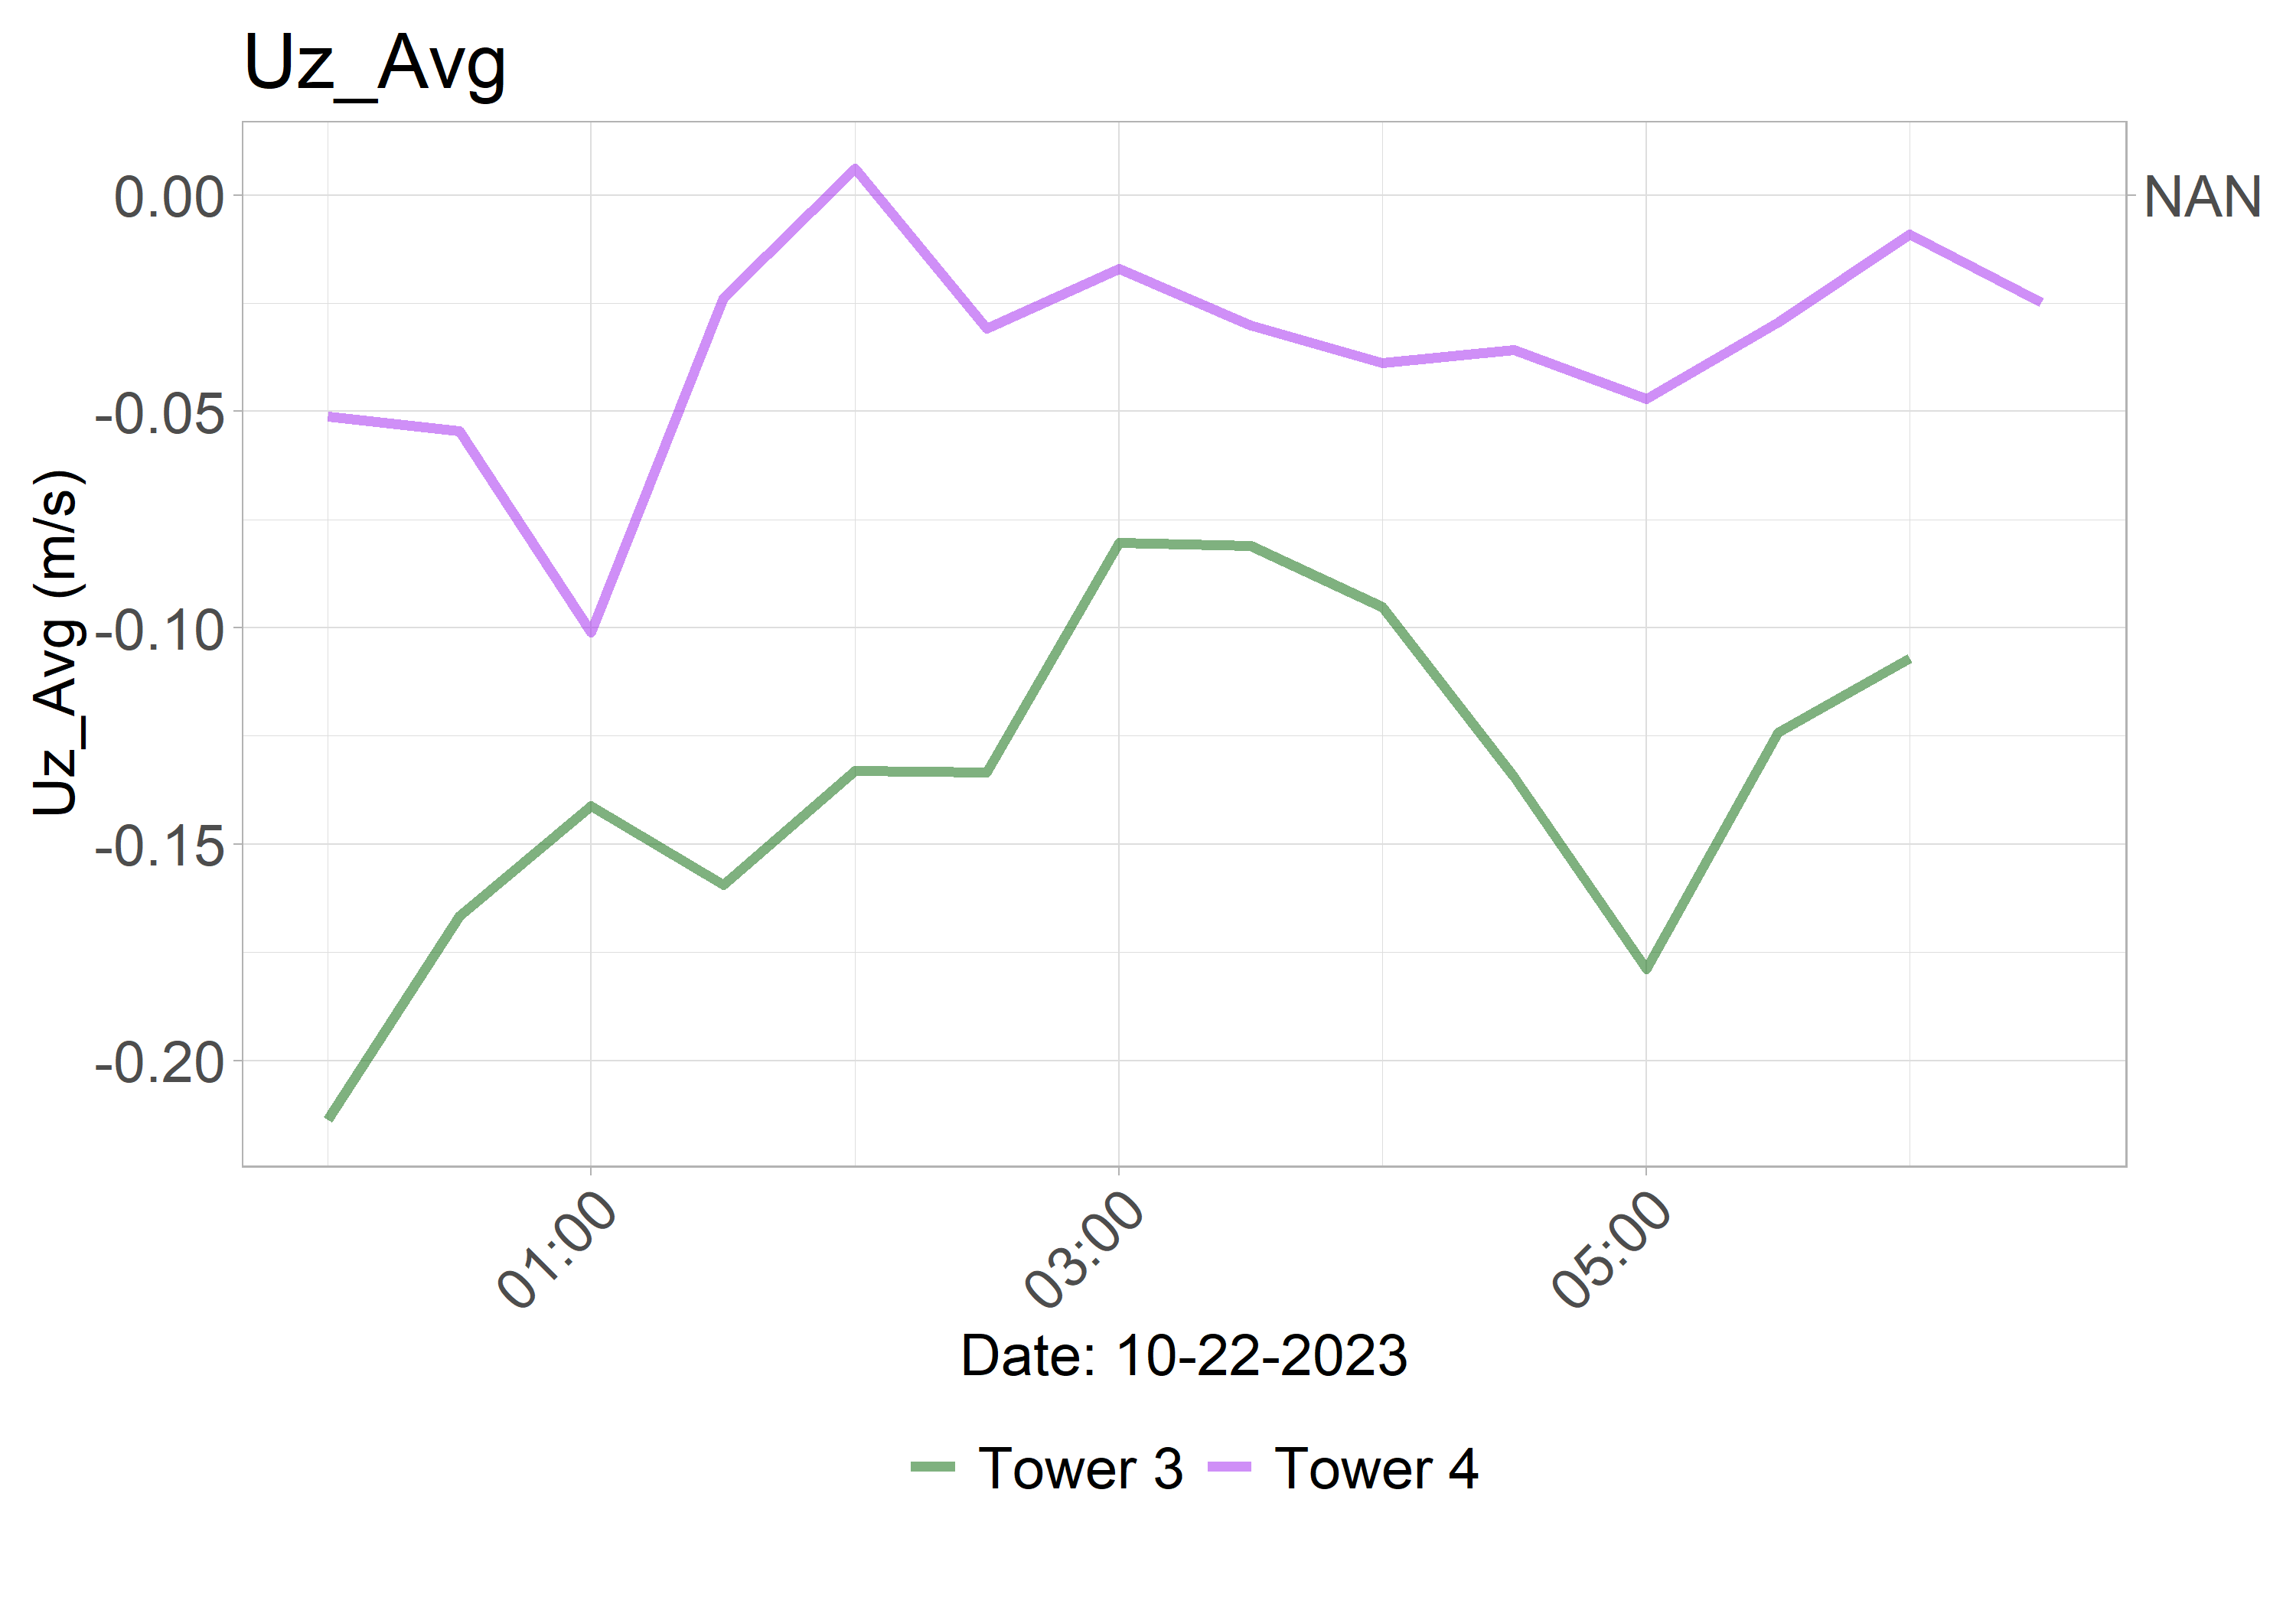 Uz_Avg
0.00
NAN
-0.05
-0.10
-0.15
-0.20
Uz_Avg (m/s)
01:00
03:00
05:00
Date: 10-22-2023
Tower 3
Tower 4